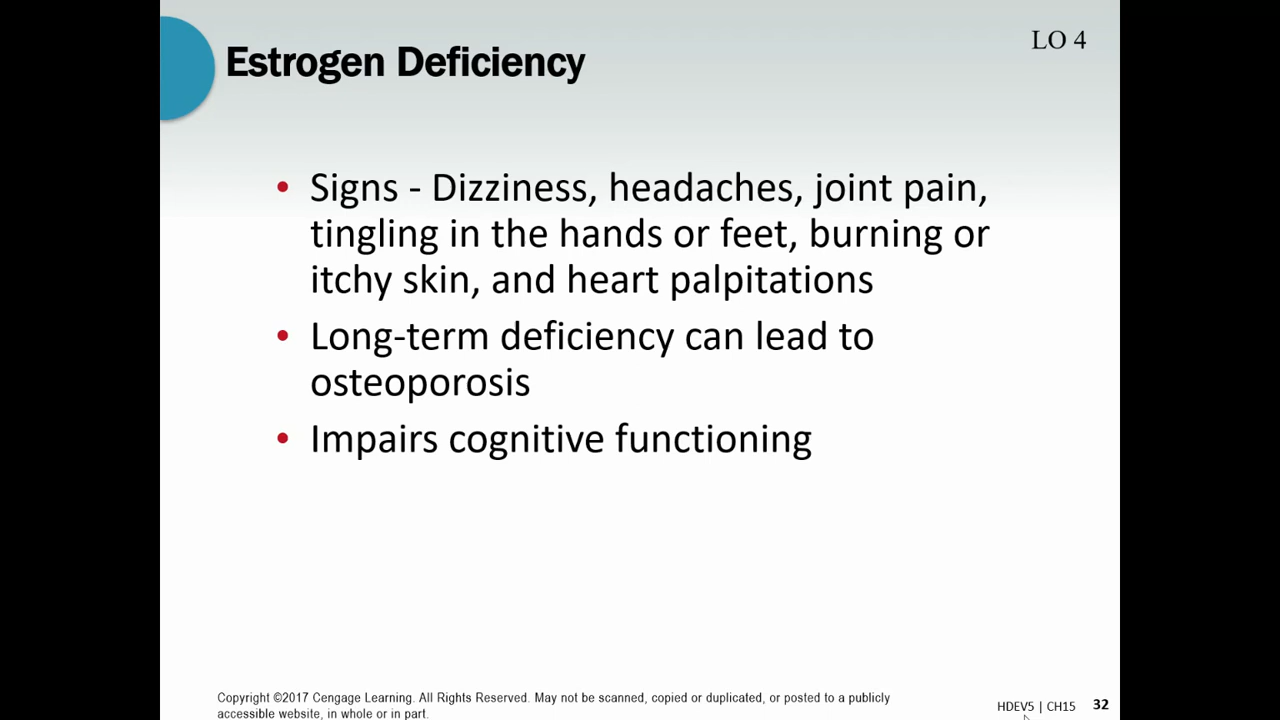 LO 4
Estrogen Deficiency
• Signs - Dizziness, headaches, joint pain,
tingling in the hands or feet, burning or
itchy skin, and heart palpitations
• Long-term deficiency can lead to
osteoporosis
• Impairs cognitive functioning
Copyright ©2017 Cengage Learning. All Rights Reserved. May not be scanned, copied or duplicated, or posted to a publicly
accessible website, in whole or in part.
HDEV5 | CH15 32